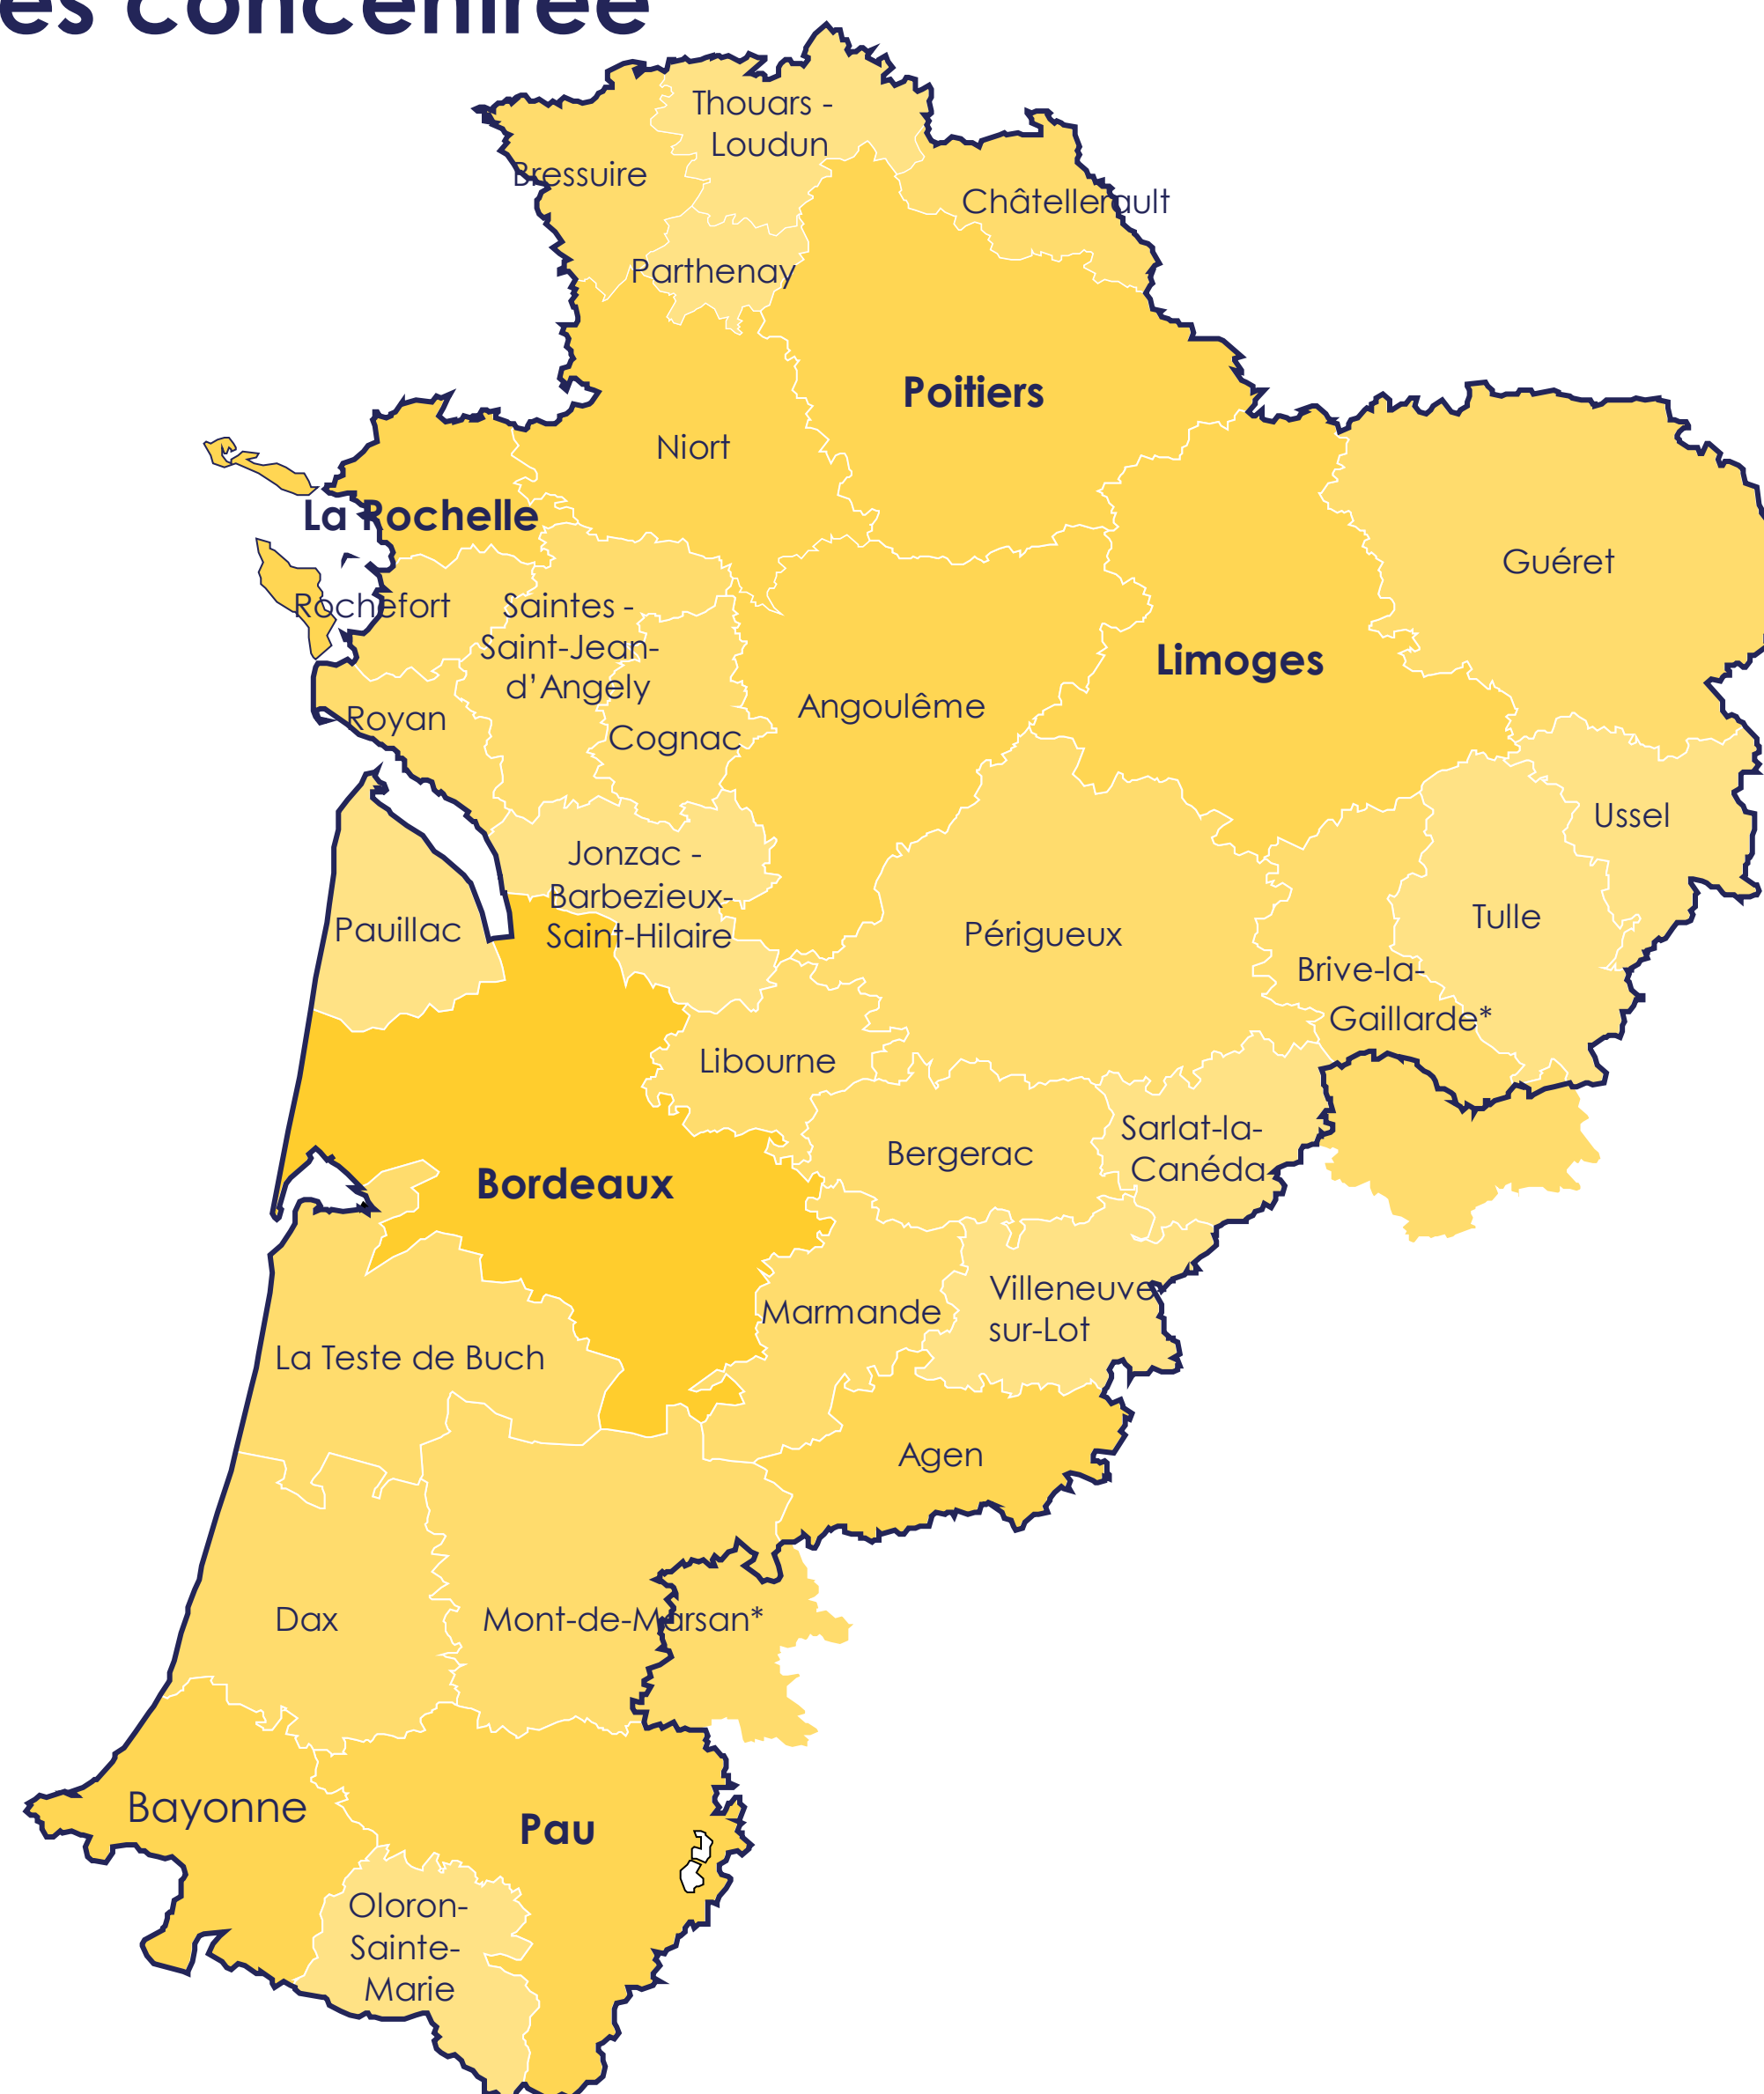 es concentrée
Thouars -
Loudun
Bressuire
Châtellerault
Parthenay
Poitiers
Niort
La Rochelle
Guéret
Rochefort
Saintes -
Saint-Jean-
d’Angely
Limoges
Angoulême
Royan
Cognac
Ussel
Jonzac -
Barbezieux-
Saint-Hilaire
Tulle
Pauillac
Périgueux
Brive-la-
Gaillarde*
Libourne
Sarlat-la-
Canéda
Bergerac
Bordeaux
Villeneuve
sur-Lot
Marmande
La Teste de Buch
Agen
Dax
Mont-de-Marsan*
Bayonne
Pau
Oloron-
Sainte-
Marie